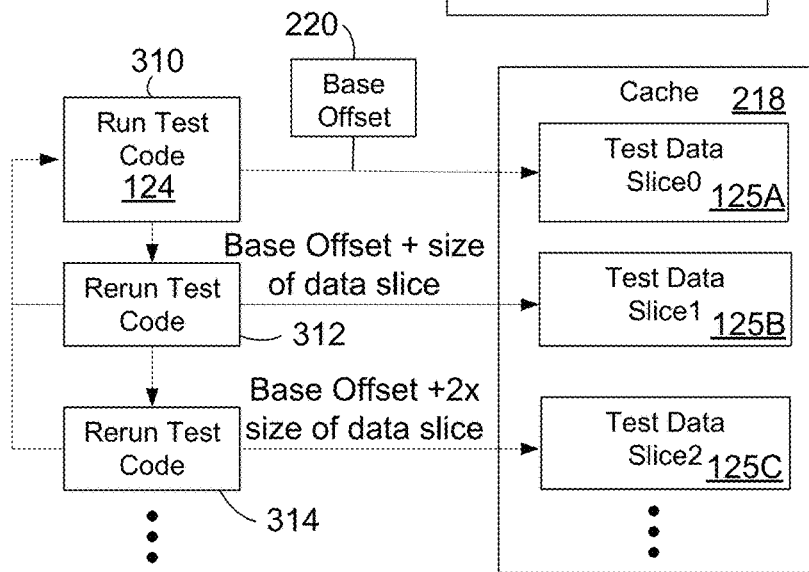 220
310
Base
Offset
Cache 218
Run Test
Code
124
Test Data
Slice0
125A
Base Offset + size
of data slice
Rerun Test
Code
312
Test Data
Slice1
125B
Base Offset +2x
size of data slice
Rerun Test
Code
314
Test Data
Slice2
125C